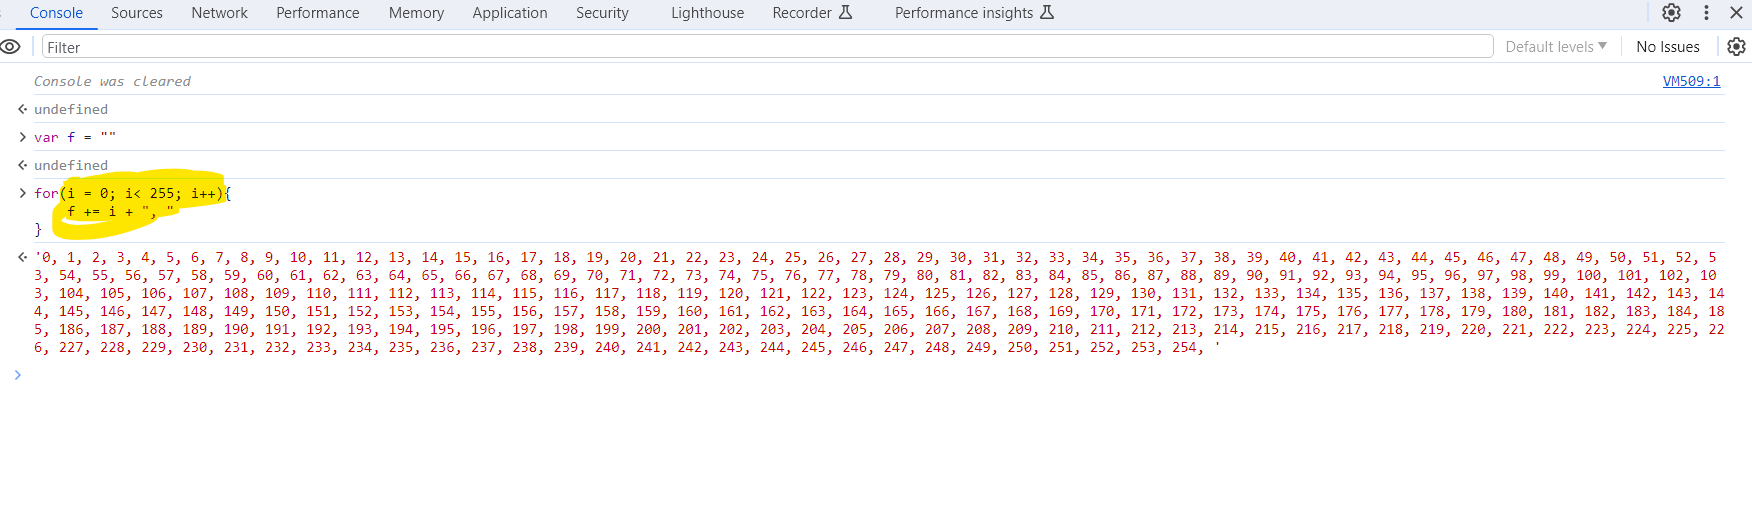 Console Sources Network Performance Memory Application Security Lighthouse Recorder Performance insights
Filter Default levels No Issues
Console was cleared VM509:1
undefined
var f = ""
undefined
for(i = 0; i< 255; i++){
f += i + ", "
}
'0, 1, 2, 3, 4, 5, 6, 7, 8, 9, 10, 11, 12, 13, 14, 15, 16, 17, 18, 19, 20, 21, 22, 23, 24, 25, 26, 27, 28, 29, 30, 31, 32, 33, 34, 35, 36, 37, 38, 39, 40, 41, 42, 43, 44, 45, 46, 47, 48, 49, 50, 51, 52, 5
3, 54, 55, 56, 57, 58, 59, 60, 61, 62, 63, 64, 65, 66, 67, 68, 69, 70, 71, 72, 73, 74, 75, 76, 77, 78, 79, 80, 81, 82, 83, 84, 85, 86, 87, 88, 89, 90, 91, 92, 93, 94, 95, 96, 97, 98, 99, 100, 101, 102, 10
3, 104, 105, 106, 107, 108, 109, 110, 111, 112, 113, 114, 115, 116, 117, 118, 119, 120, 121, 122, 123, 124, 125, 126, 127, 128, 129, 130, 131, 132, 133, 134, 135, 136, 137, 138, 139, 140, 141, 142, 143, 14
4, 145, 146, 147, 148, 149, 150, 151, 152, 153, 154, 155, 156, 157, 158, 159, 160, 161, 162, 163, 164, 165, 166, 167, 168, 169, 170, 171, 172, 173, 174, 175, 176, 177, 178, 179, 180, 181, 182, 183, 184, 18
5, 186, 187, 188, 189, 190, 191, 192, 193, 194, 195, 196, 197, 198, 199, 200, 201, 202, 203, 204, 205, 206, 207, 208, 209, 210, 211, 212, 213, 214, 215, 216, 217, 218, 219, 220, 221, 222, 223, 224, 225, 22
6, 227, 228, 229, 230, 231, 232, 233, 234, 235, 236, 237, 238, 239, 240, 241, 242, 243, 244, 245, 246, 247, 248, 249, 250, 251, 252, 253, 254, '